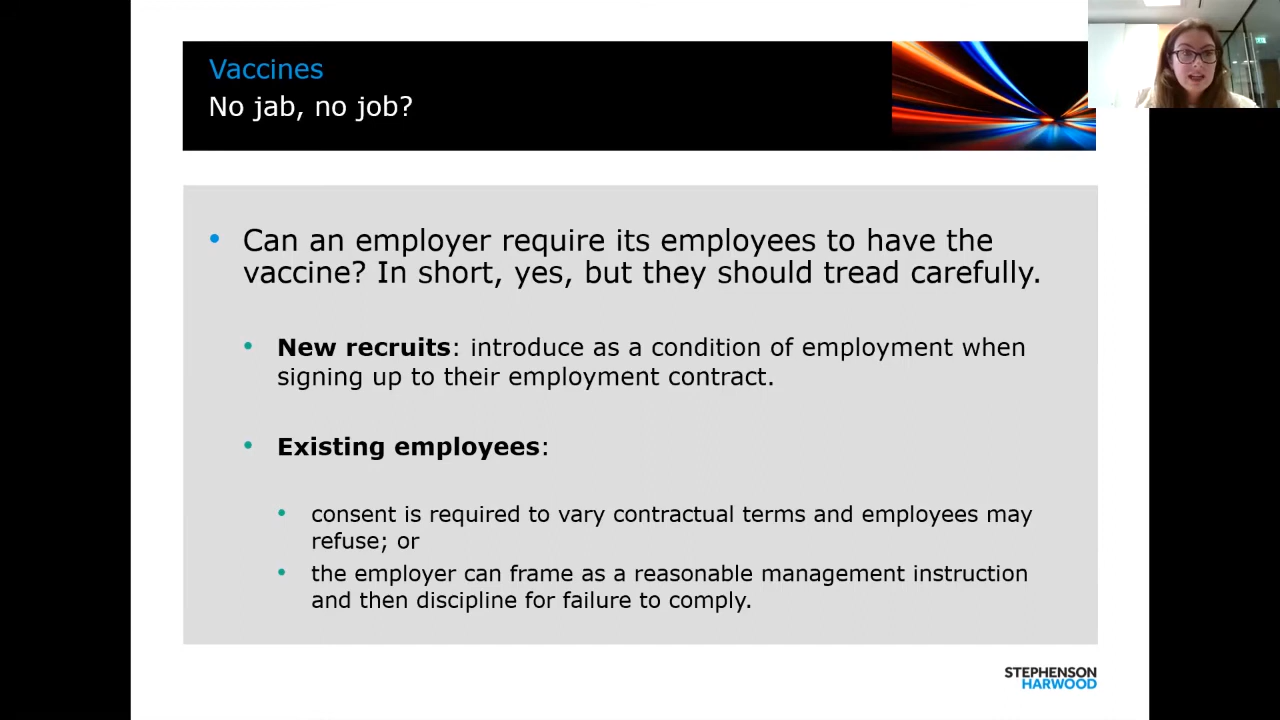 Vaccines
No jab, no job?
• Can an employer require its employees to have the
vaccine? In short, yes, but they should tread carefully.
• New recruits: introduce as a condition of employment when
signing up to their employment contract.
• Existing employees:
• consent is required to vary contractual terms and employees may
refuse; or
• the employer can frame as a reasonable management instruction
and then discipline for failure to comply.
STEPHENSON
HARWOOD